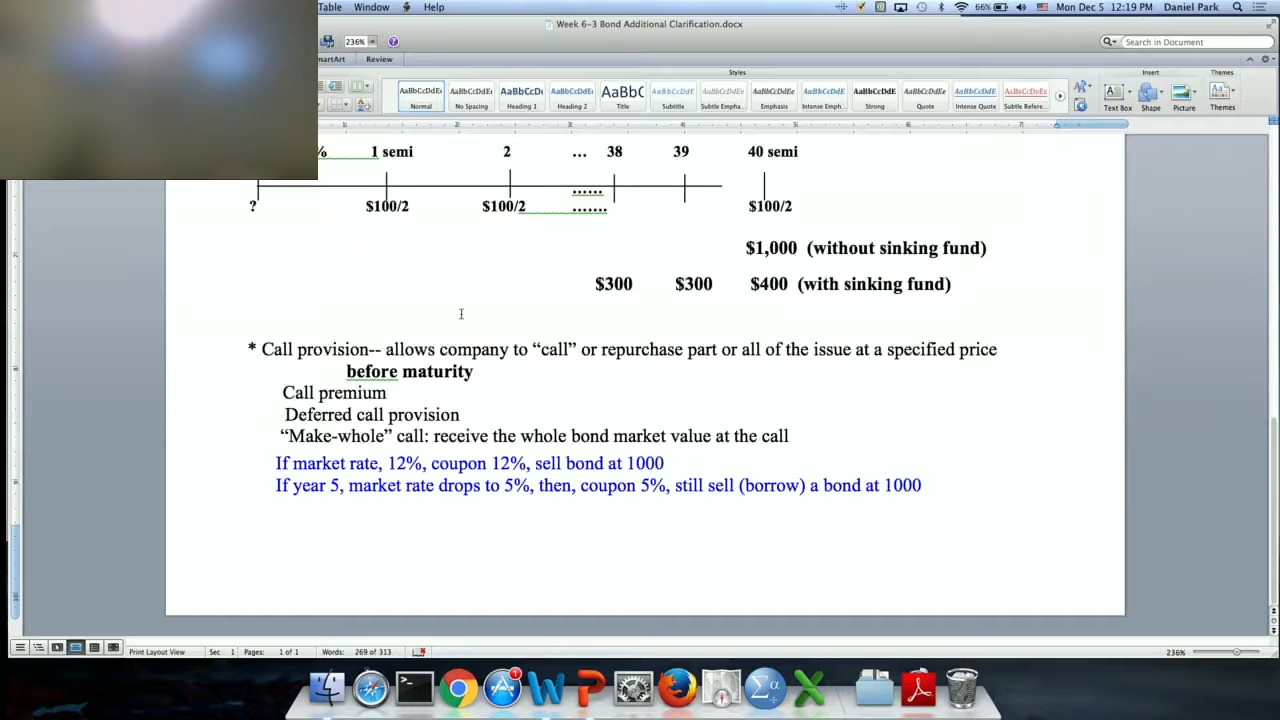 Table Window Help 66% Mon Dec 5 12:19 PM Daniel Park
Week 6-3 Bond Additional Clarification.docx
236% Search in Document
martArt Review
Styles Insert Themes
AaBbCcDdEe AaBbCcDdEe AaBbCcDdE AaBbCcDdE AaBbC AaBbCcDdEe AaBbCcDdEe AaBbCcDdEe AaBbCcDdE AaBbCcDdE AaBbCcDdEe AaBbCcDdE AaBbCcDdE
Normal No Spacing Heading 1 Heading 2 Title Subtitle Subtle Empha... Emphasis Intense Emph... Strong Quote Intense Quote Subtle Refere... Text Box Shape Picture Themes
% 1 semi 2 ... 38 39 40 semi
......
? $100/2 $100/2 ....... $100/2
$1,000 (without sinking fund)
$300 $300 $400 (with sinking fund)
* Call provision-- allows company to “call” or repurchase part or all of the issue at a specified price
before maturity
Call premium
Deferred call provision
“Make-whole” call: receive the whole bond market value at the call
If market rate, 12%, coupon 12%, sell bond at 1000
If year 5, market rate drops to 5%, then, coupon 5%, still sell (borrow) a bond at 1000
Print Layout View Sec 1 Pages: 1 of 1 Words: 269 of 313 236%